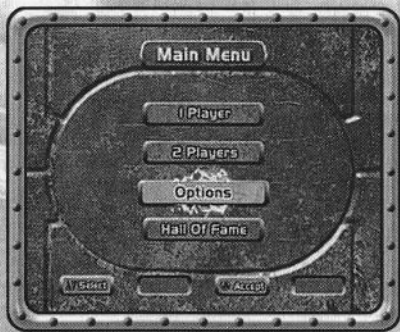 Main Menu
1 Player
2 Players
Options
Hall Of Fame
Select Accept